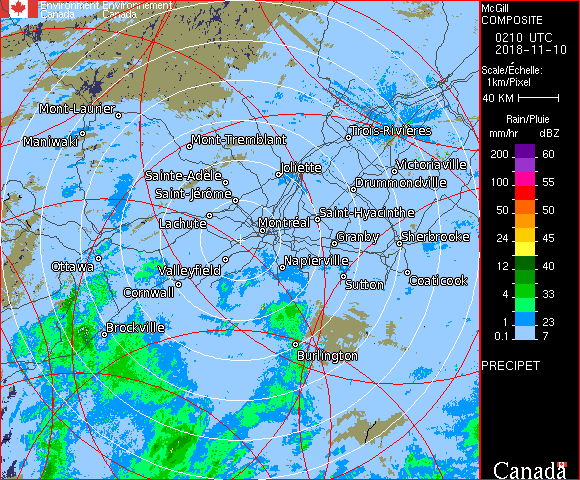 Environment Environnement
Canada Canada
McGill
COMPOSITE
0210 UTC
2018-11-10
Scale/Échelle:
1km/Pixel
40 KM
Rain/Pluie
mm/hr dBZ
200 60
100 55
50 50
24 45
12 40
4 33
1 23
0.1 7
PRECIPET
Canada
Mont-Laurier
Maniwaki
Mont-Tremblant
Trois-Rivières
Sainte-Adèle
Joliette
Victoriaville
Saint-Jérôme
Drummondville
Lachute
Montréal
Saint-Hyacinthe
Granby
Sherbrooke
Ottawa
Valleyfield
Napierville
Cornwall
Sutton
Coaticook
Brockville
Burlington